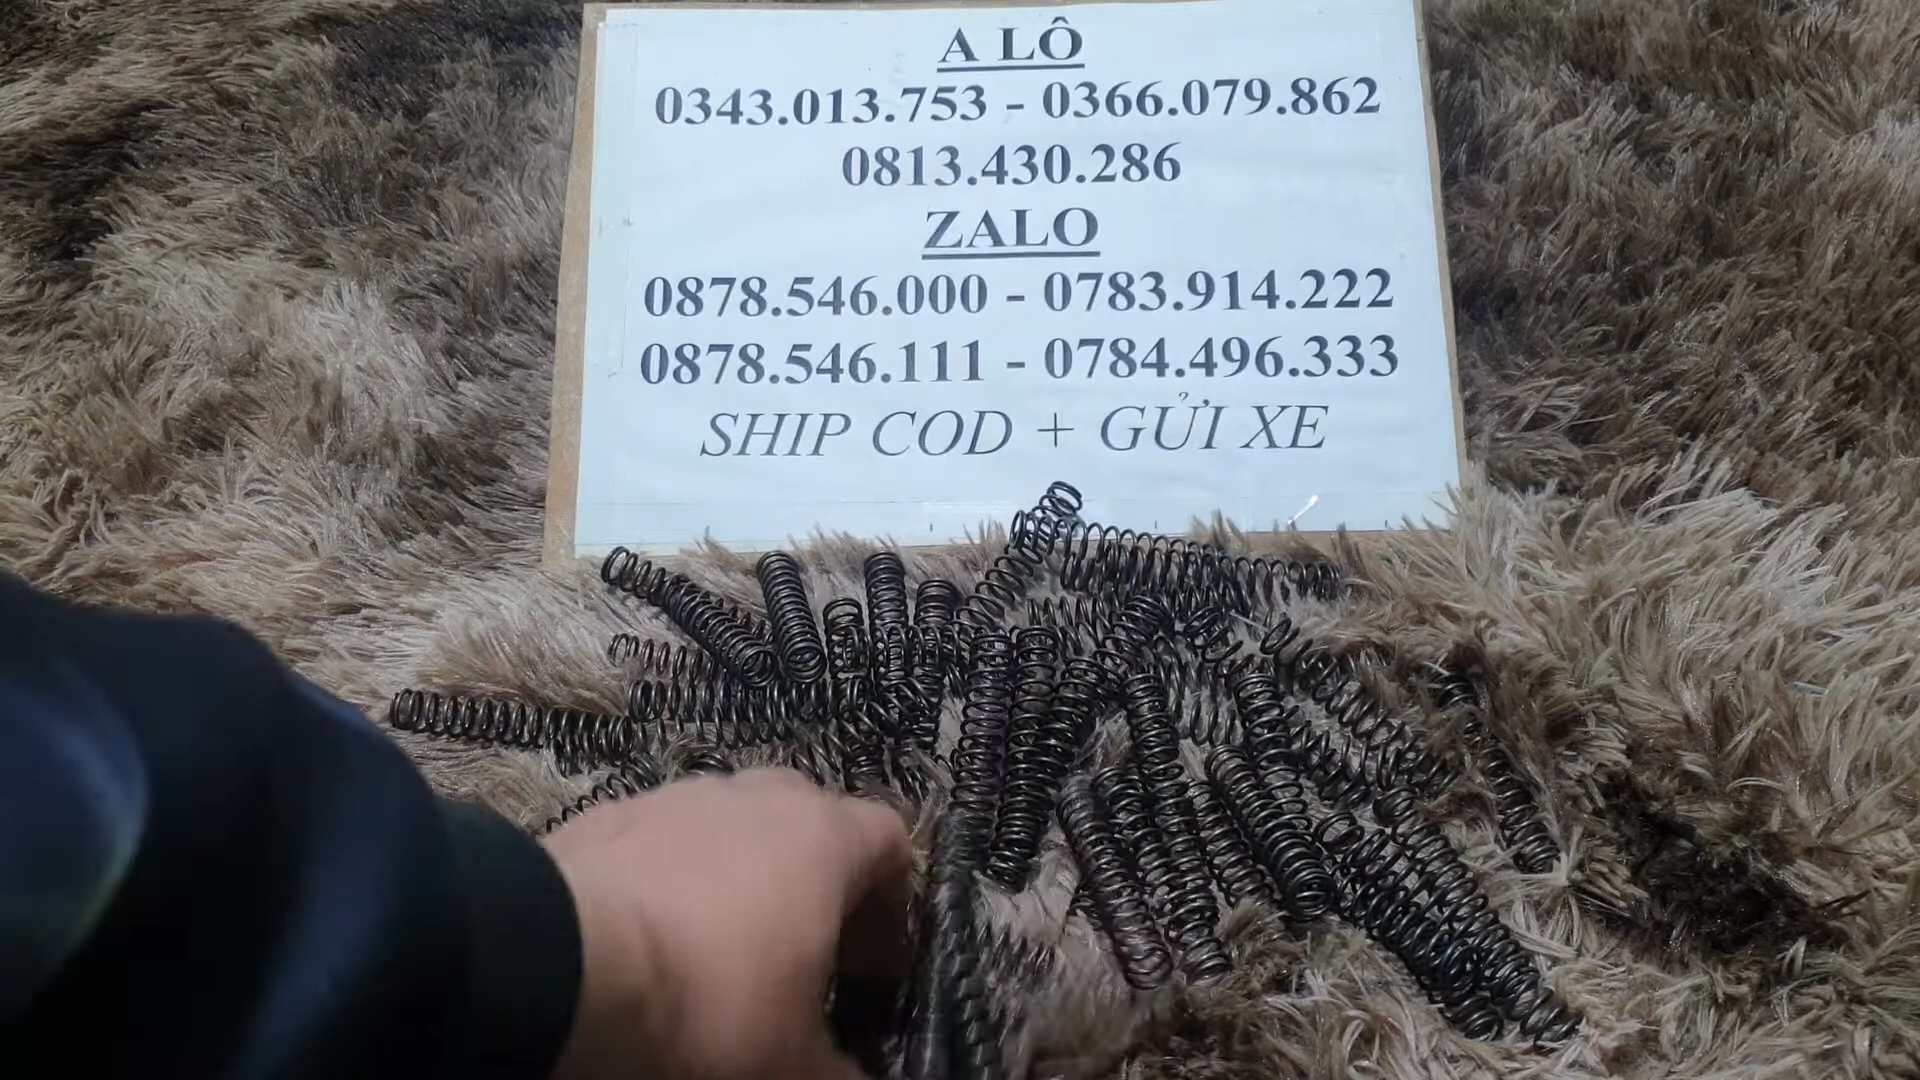 A LÔ
0343.013.753 - 0366.079.862
0813.430.286
ZALO
0878.546.000 - 0783.914.222
0878.546.111 - 0784.496.333
SHIP COD + GỬI XE